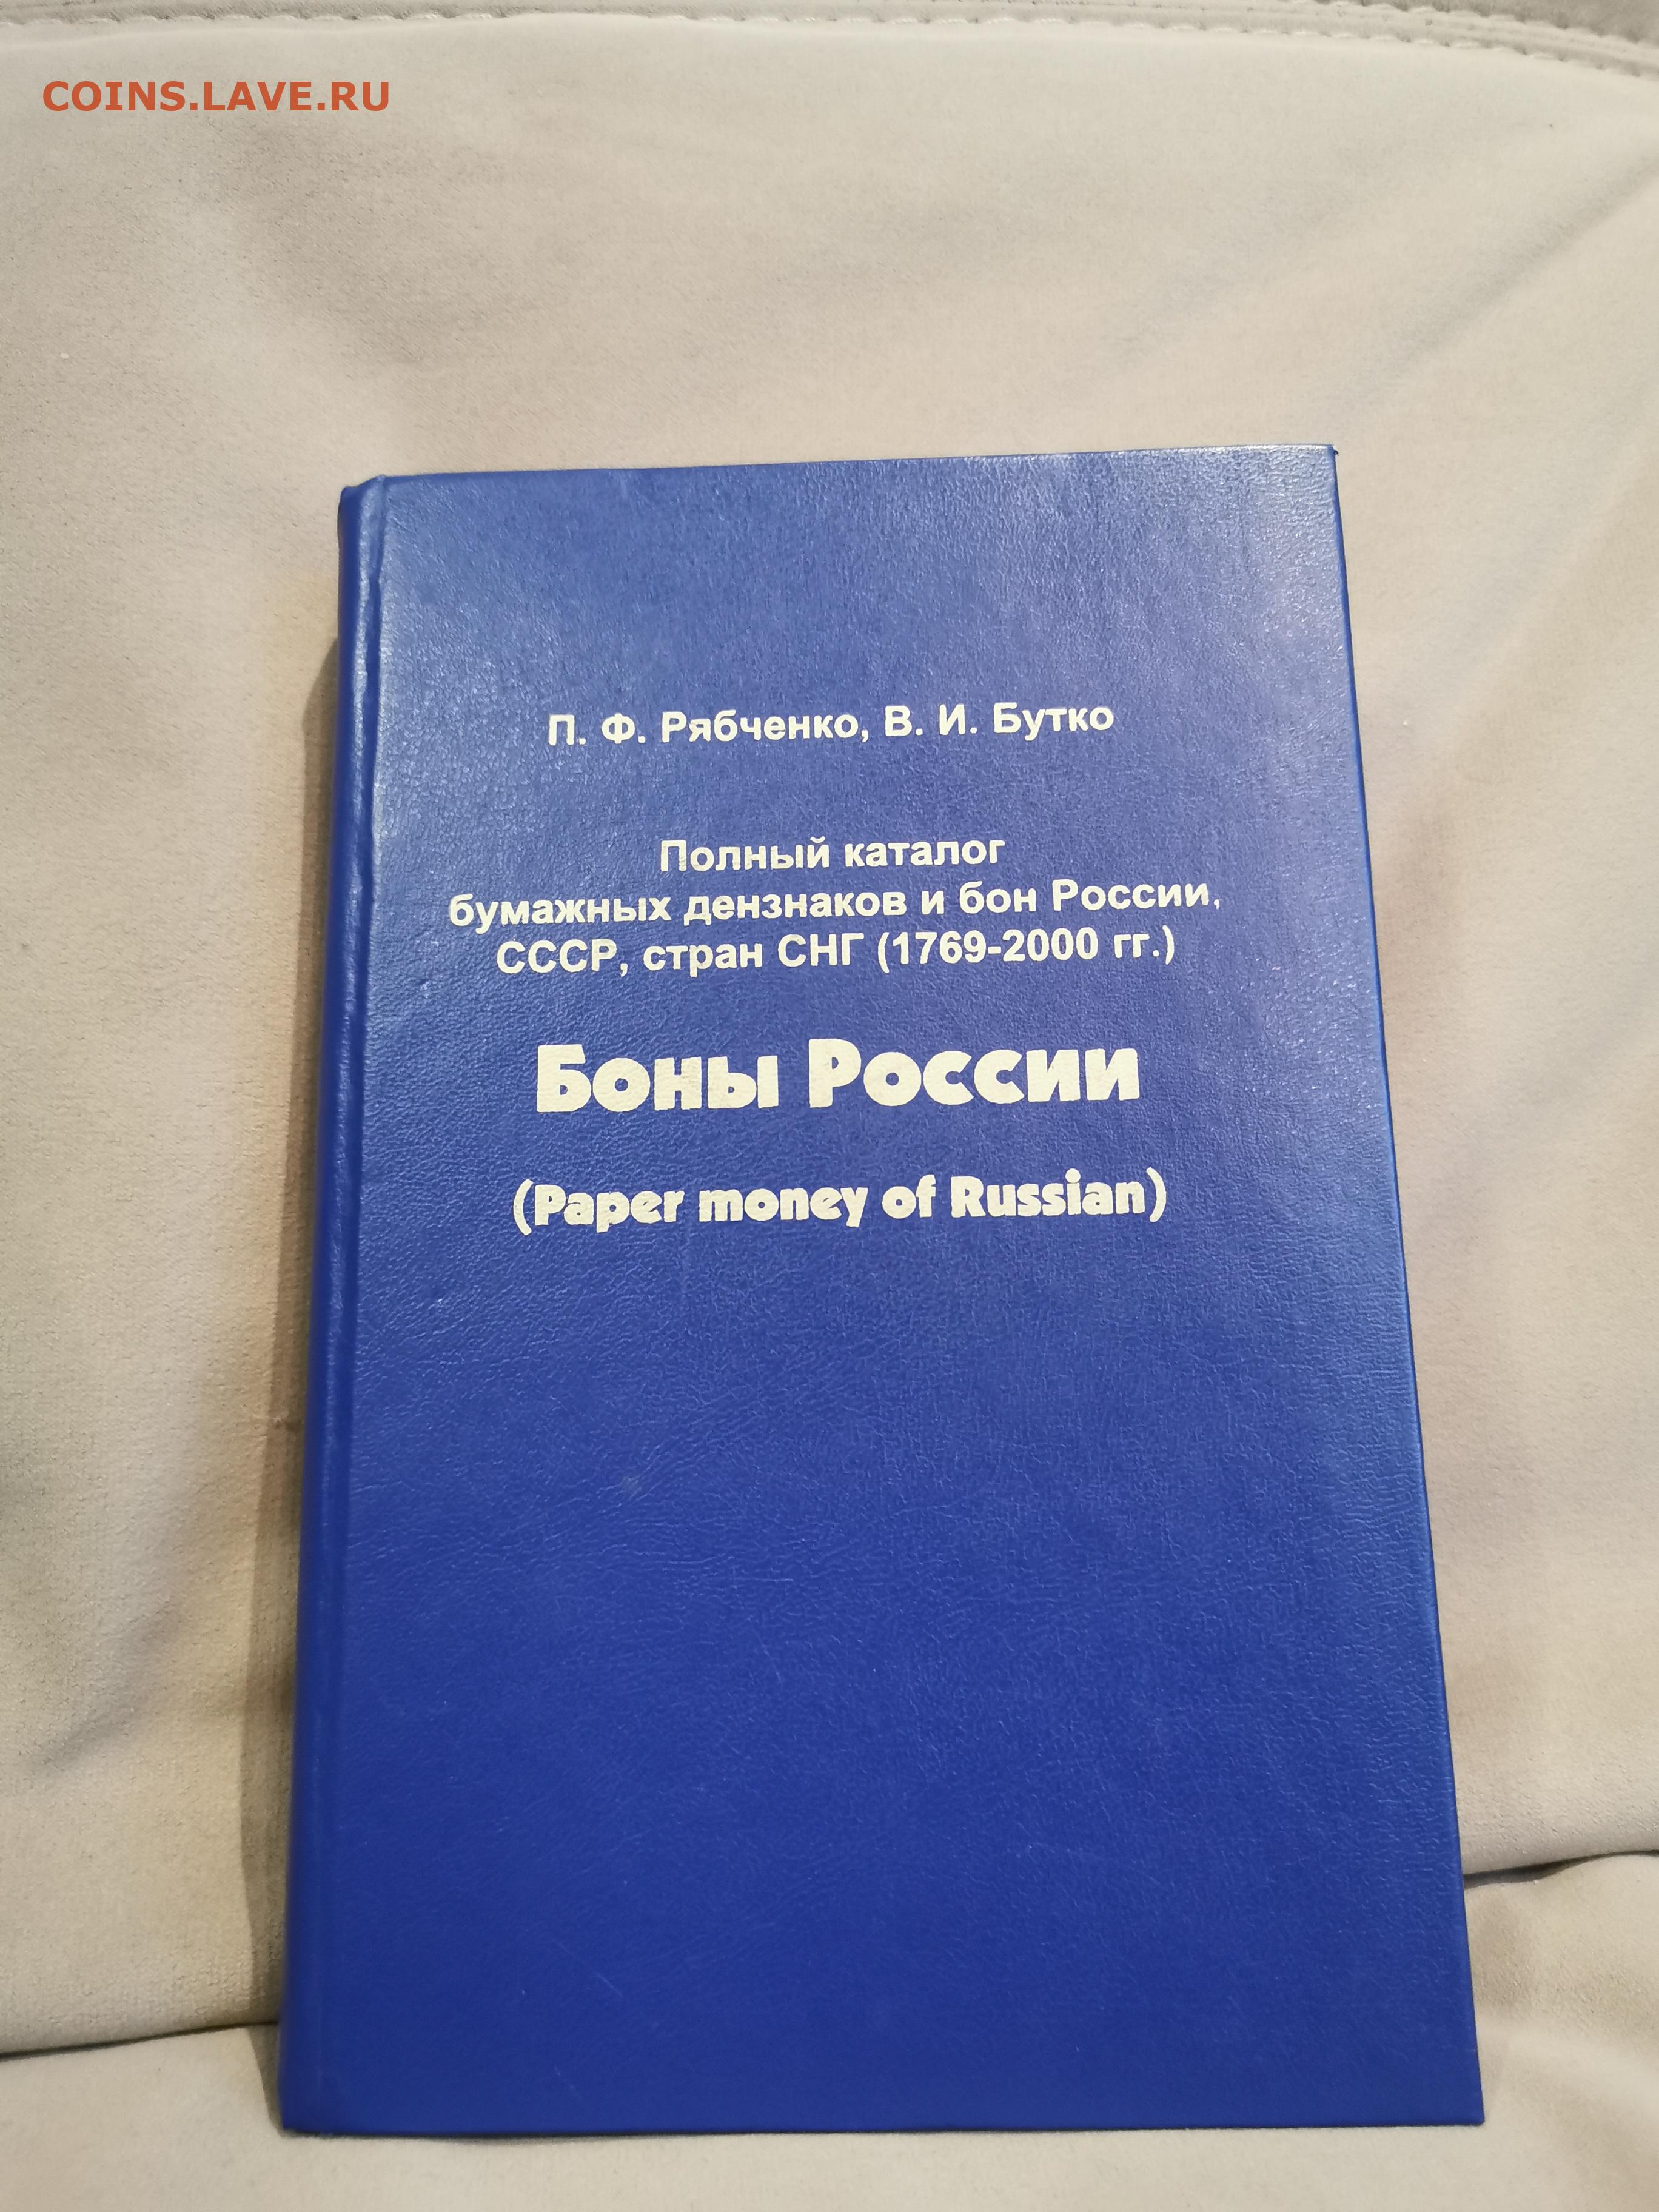 COINS.LAVE.RU
П. Ф. Рябченко, В. И. Бутко
Полный каталог
бумажных дензнаков и бон России,
СССР, стран СНГ (1769-2000 гг.)
Боны России
(Paper money of Russian)